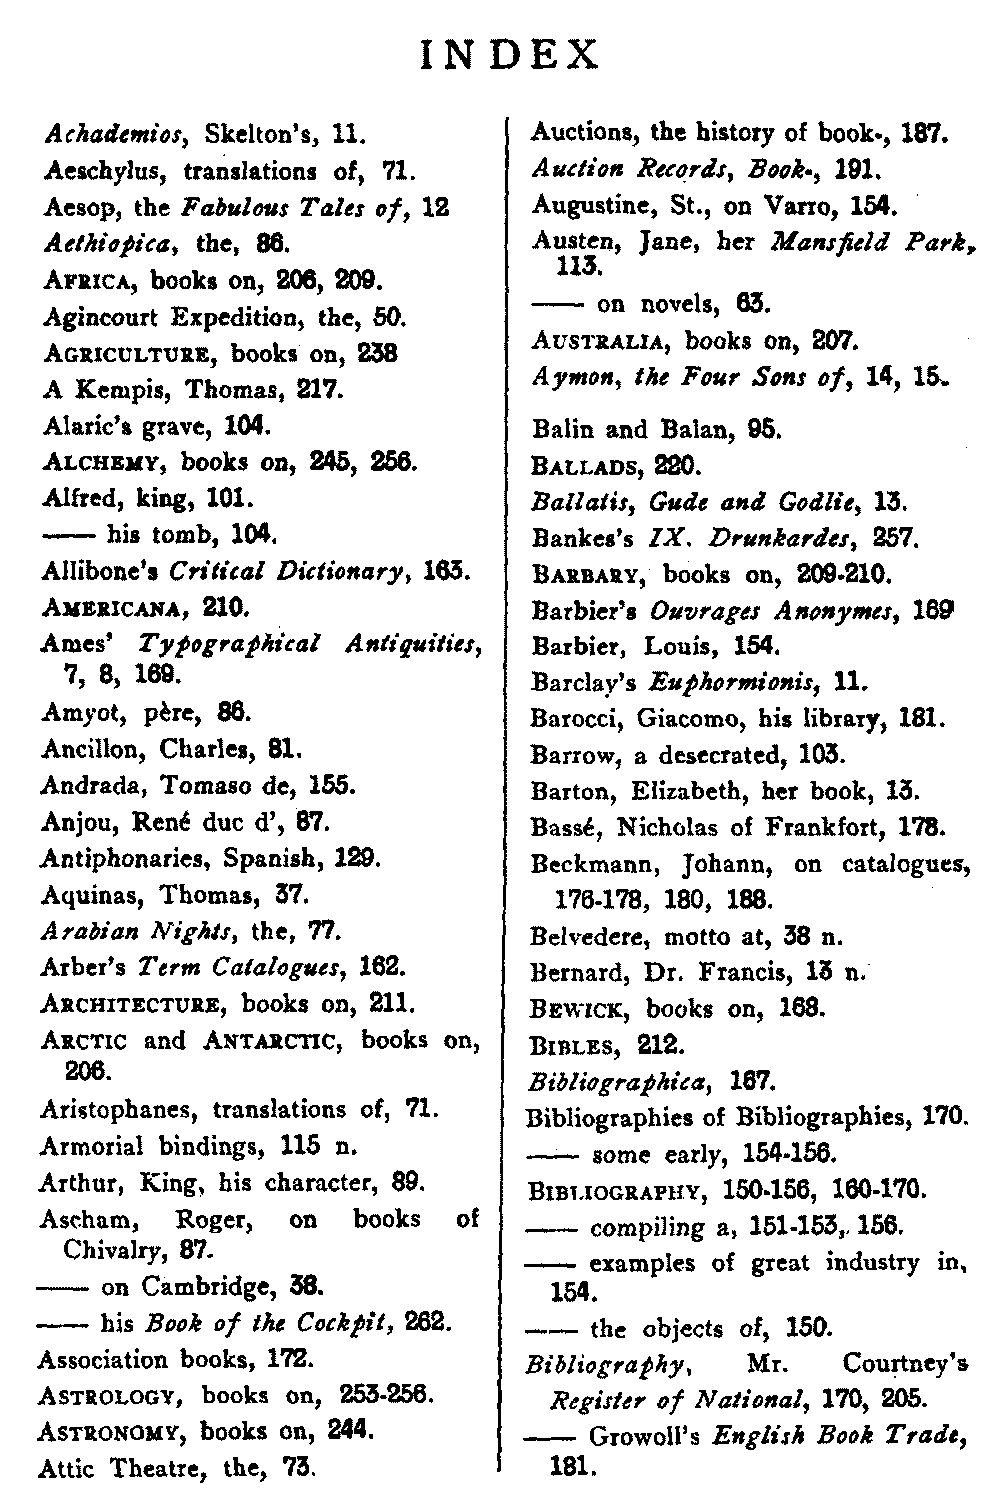 INDEX
Achademios, Skelton's, 11.
Aeschylus, translations of, 71.
Aesop, the Fabulous Tales of, 12
Aethiopica, the, 86.
AFRICA, books on, 206, 209.
Agincourt Expedition, the, 50.
AGRICULTURE, books on, 238
A Kempis, Thomas, 217.
Alaric's grave, 104.
ALCHEMY, books on, 245, 256.
Alfred, king, 101.
—— his tomb, 104.
Allibone's Critical Dictionary, 163.
AMERICANA, 210.
Ames' Typographical Antiquities,
7, 8, 169.
Amyot, père, 86.
Ancillon, Charles, 81.
Andrada, Tomaso de, 155.
Anjou, René duc d', 87.
Antiphonaries, Spanish, 129.
Aquinas, Thomas, 37.
Arabian Nights, the, 77.
Arber's Term Catalogues, 162.
ARCHITECTURE, books on, 211.
ARCTIC and ANTARCTIC, books on,
206.
Aristophanes, translations of, 71.
Armorial bindings, 115 n.
Arthur, King, his character, 89.
Ascham, Roger, on books of
Chivalry, 87.
—— on Cambridge, 38.
—— his Book of the Cockpit, 262.
Association books, 172.
ASTROLOGY, books on, 253-256.
ASTRONOMY, books on, 244.
Attic Theatre, the, 73.
Auctions, the history of book-, 187.
Auction Records, Book-, 191.
Augustine, St., on Varro, 154.
Austen, Jane, her Mansfield Park,
113.
—— on novels, 63.
AUSTRALIA, books on, 207.
Aymon, the Four Sons of, 14, 15.
Balin and Balan, 95.
BALLADS, 220.
Ballatis, Gude and Godlie, 13.
Bankes's IX. Drunkardes, 257.
BARBARY, books on, 209-210.
Barbier's Ouvrages Anonymes, 169
Barbier, Louis, 154.
Barclay's Euphormionis, 11.
Barocci, Giacomo, his library, 181.
Barrow, a desecrated, 103.
Barton, Elizabeth, her book, 13.
Bassé, Nicholas of Frankfort, 178.
Beckmann, Johann, on catalogues,
176-178, 180, 188.
Belvedere, motto at, 38 n.
Bernard, Dr. Francis, 13 n.
BEWICK, books on, 168.
BIBLES, 212.
Bibliographica, 167.
Bibliographies of Bibliographies, 170.
—— some early, 154-156.
BIBLIOGRAPHY, 150-156, 160-170.
—— compiling a, 151-153, 156.
—— examples of great industry in,
154.
—— the objects of, 150.
Bibliography, Mr. Courtney's
Register of National, 170, 205.
—— Growoll's English Book Trade,
181.